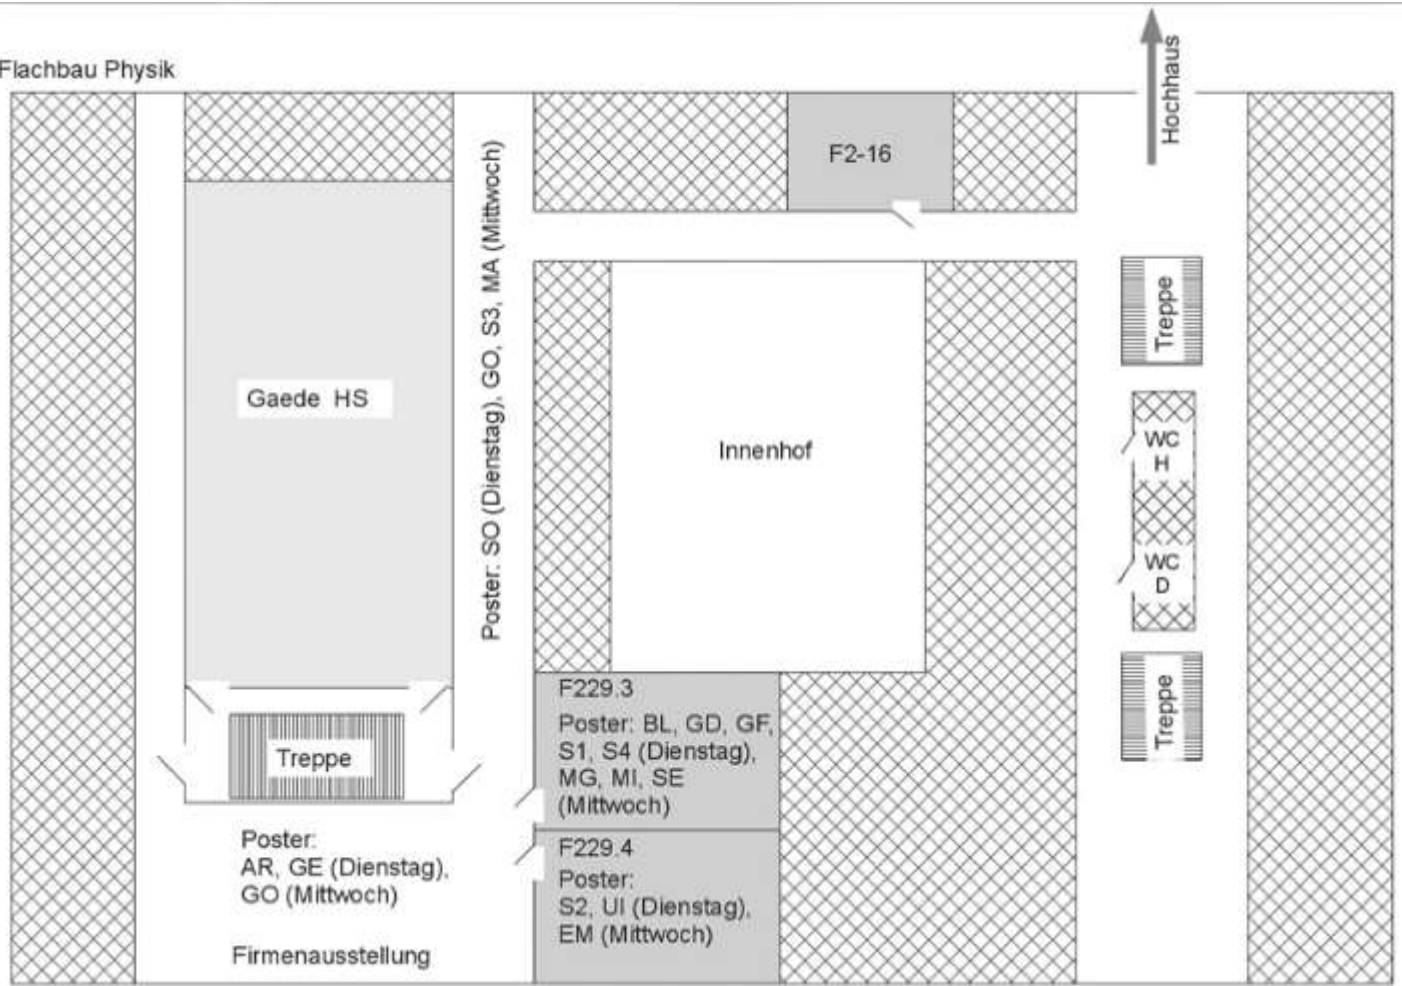 Flachbau Physik
Hochhaus
F2-16
Poster: SO (Dienstag), GO, S3, MA (Mittwoch)
Treppe
Gaede HS
Innenhof
WC
H
WC
D
F229.3
Poster: BL, GD, GF,
S1, S4 (Dienstag),
MG, MI, SE
(Mittwoch)
Treppe
Treppe
Poster:
AR, GE (Dienstag),
GO (Mittwoch)
F229.4
Poster:
S2, UI (Dienstag),
EM (Mittwoch)
Firmenausstellung